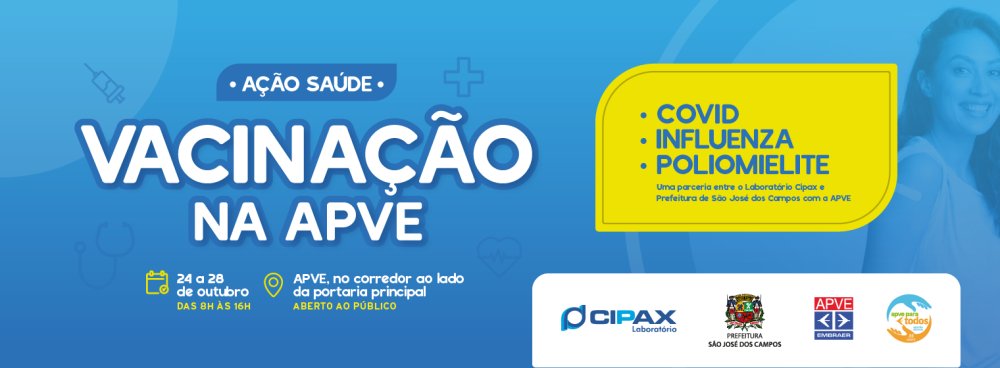 • AÇÃO SAÚDE •
VACINAÇÃO
NA APVE
24 a 28
de outubro
DAS 8H ÀS 16H
APVE, no corredor ao lado
da portaria principal
ABERTO AO PÚBLICO
• COVID
• INFLUENZA
• POLIOMIELITE
Uma parceria entre o Laboratório Cipax e
Prefeitura de São José dos Campos com a APVE
CIPAX
Laboratório
PREFEITURA
SÃO JOSÉ DOS CAMPOS
APVE
EMBRAER
apve para
todos